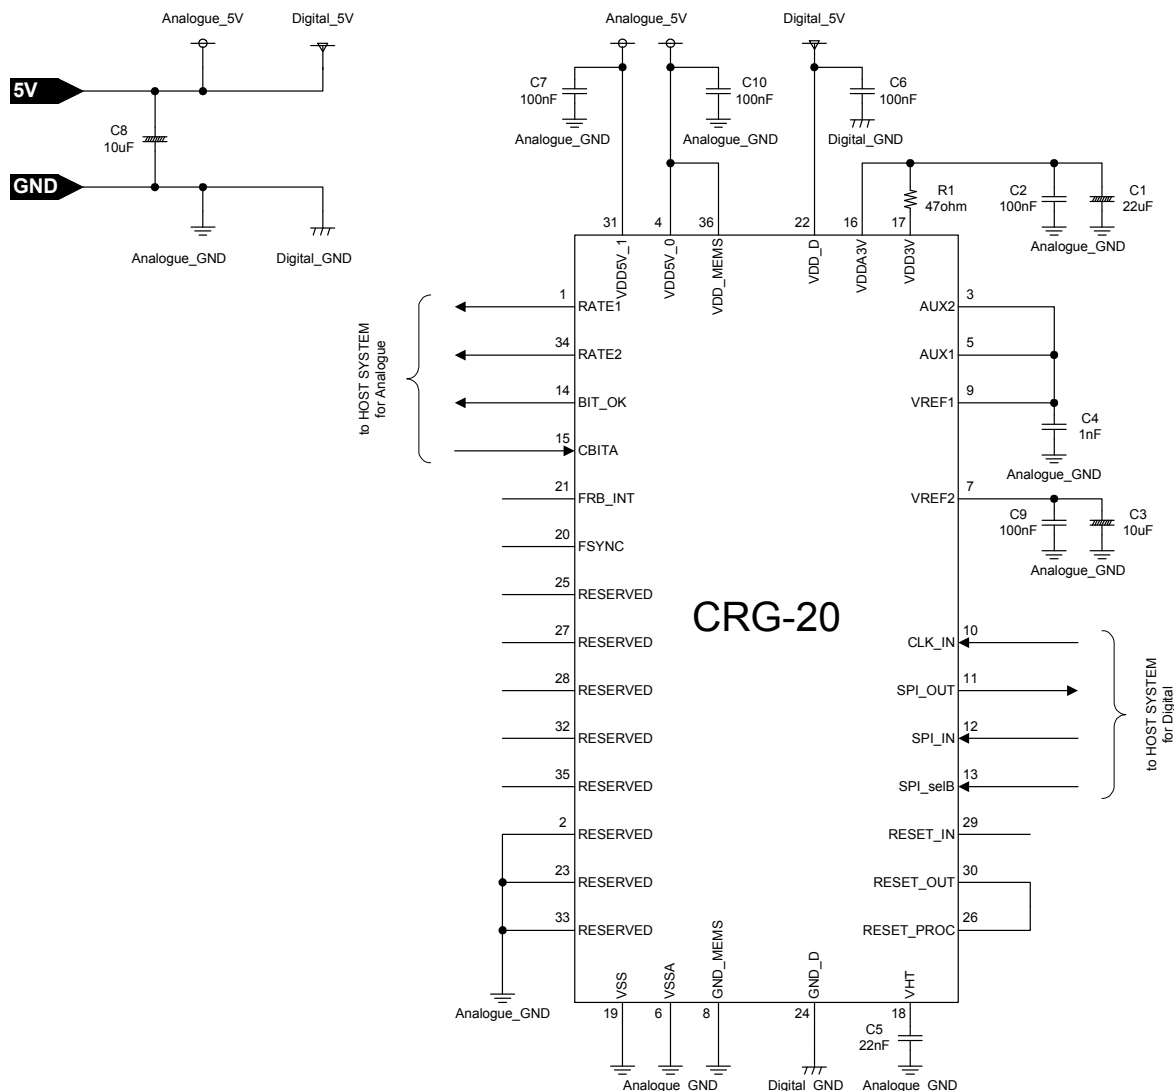 Analogue_5V
Digital_5V
5V
C8
10uF
GND
Analogue_GND
Digital_GND
Analogue_5V
Digital_5V
C7
100nF
Analogue_GND
C10
100nF
Analogue_GND
C6
100nF
Digital_GND
R1
47ohm
C2
100nF
C1
22uF
Analogue_GND
31
4
36
22
16
17
VDD5V_1
VDD5V_0
VDD_MEMS
VDD_D
VDDA3V
VDD3V
to HOST SYSTEM
for Analogue
1
RATE1
34
RATE2
14
BIT_OK
15
CBITA
21
FRB_INT
20
FSYNC
25
RESERVED
27
RESERVED
28
RESERVED
32
RESERVED
35
RESERVED
2
RESERVED
23
RESERVED
33
RESERVED
Analogue_GND
CRG-20
AUX2
3
AUX1
5
VREF1
9
C4
1nF
Analogue_GND
VREF2
7
C9
100nF
C3
10uF
Analogue_GND
CLK_IN
10
SPI_OUT
11
SPI_IN
12
SPI_selB
13
to HOST SYSTEM
for Digital
RESET_IN
29
RESET_OUT
30
RESET_PROC
26
VSS
VSSA
GND_MEMS
GND_D
VHT
19
6
8
24
18
C5
22nF
Analogue_GND
Digital_GND
Analogue_GND